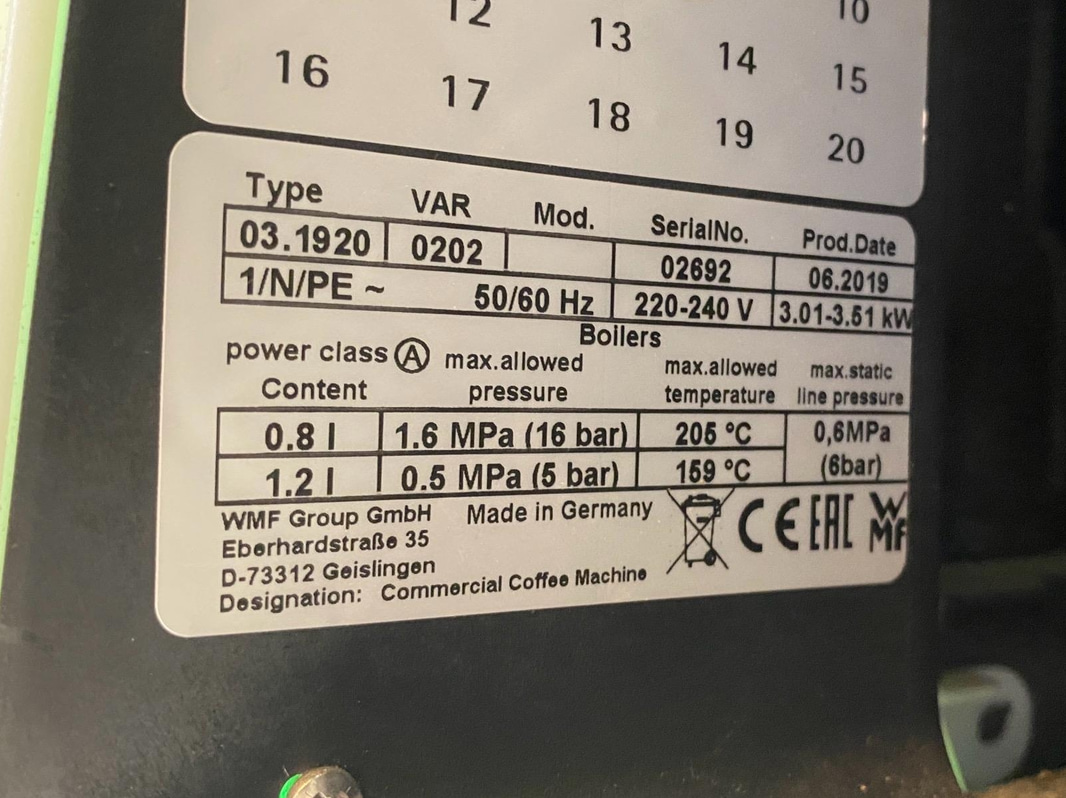 12 13 14 10
16 17 18 19 15
20
Type VAR Mod. SerialNo. Prod.Date
03.1920 0202 02692 06.2019
1/N/PE ~ 50/60 Hz 220-240 V 3.01-3.51 kW
Boilers
power class A max.allowed max.allowed max.static
Content pressure temperature line pressure
0.8 l 1.6 MPa (16 bar) 205 °C 0,6MPa
1.2 l 0.5 MPa (5 bar) 159 °C (6bar)
WMF Group GmbH Made in Germany
Eberhardstraße 35
D-73312 Geislingen
Designation: Commercial Coffee Machine
CE EAC WMF